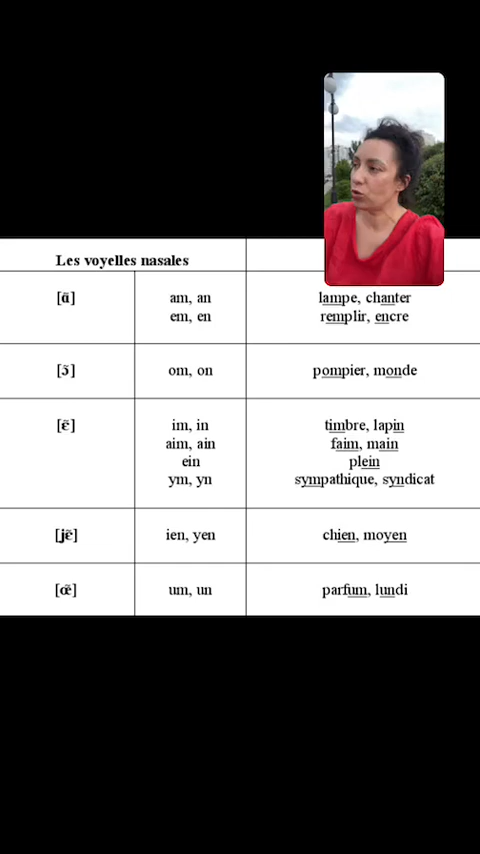 Les voyelles nasales
[ɑ̃] am, an lampe, chanter
em, en remplir, encre
[ɔ̃] om, on pompier, monde
[ɛ̃] im, in timbre, lapin
aim, ain faim, main
ein plein
ym, yn sympathique, syndicat
[jɛ̃] ien, yen chien, moyen
[œ̃] um, un parfum, lundi